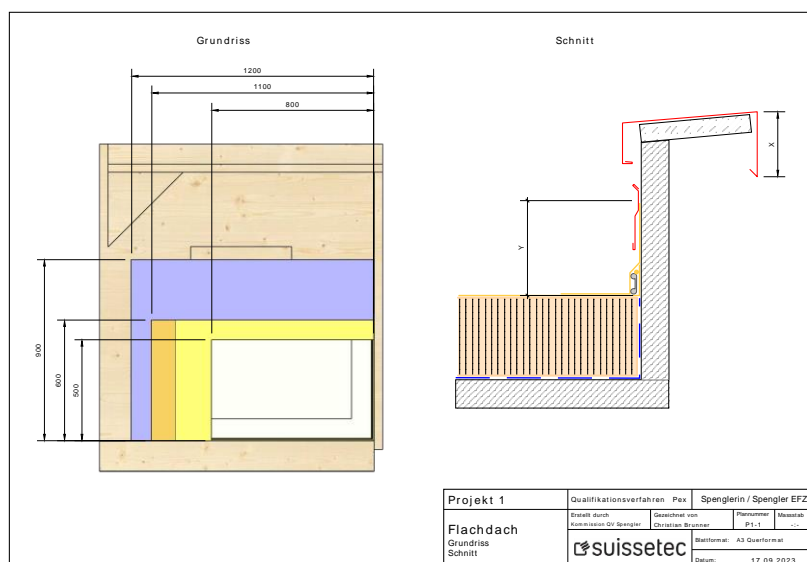 Grundriss
Schnitt
1200
1100
800
900
600
500
X
Y
Projekt 1
Qualifikationsverfahren Pex
Spenglerin / Spengler EFZ
Flachdach
Grundriss
Schnitt
Erstellt durch
Kommission QV Spengler
Gezeichnet von
Christian Brunner
Plannummer
P1-1
Massstab
-:-
suissetec
Blattformat: A3 Querformat
Datum: 17.09.2023